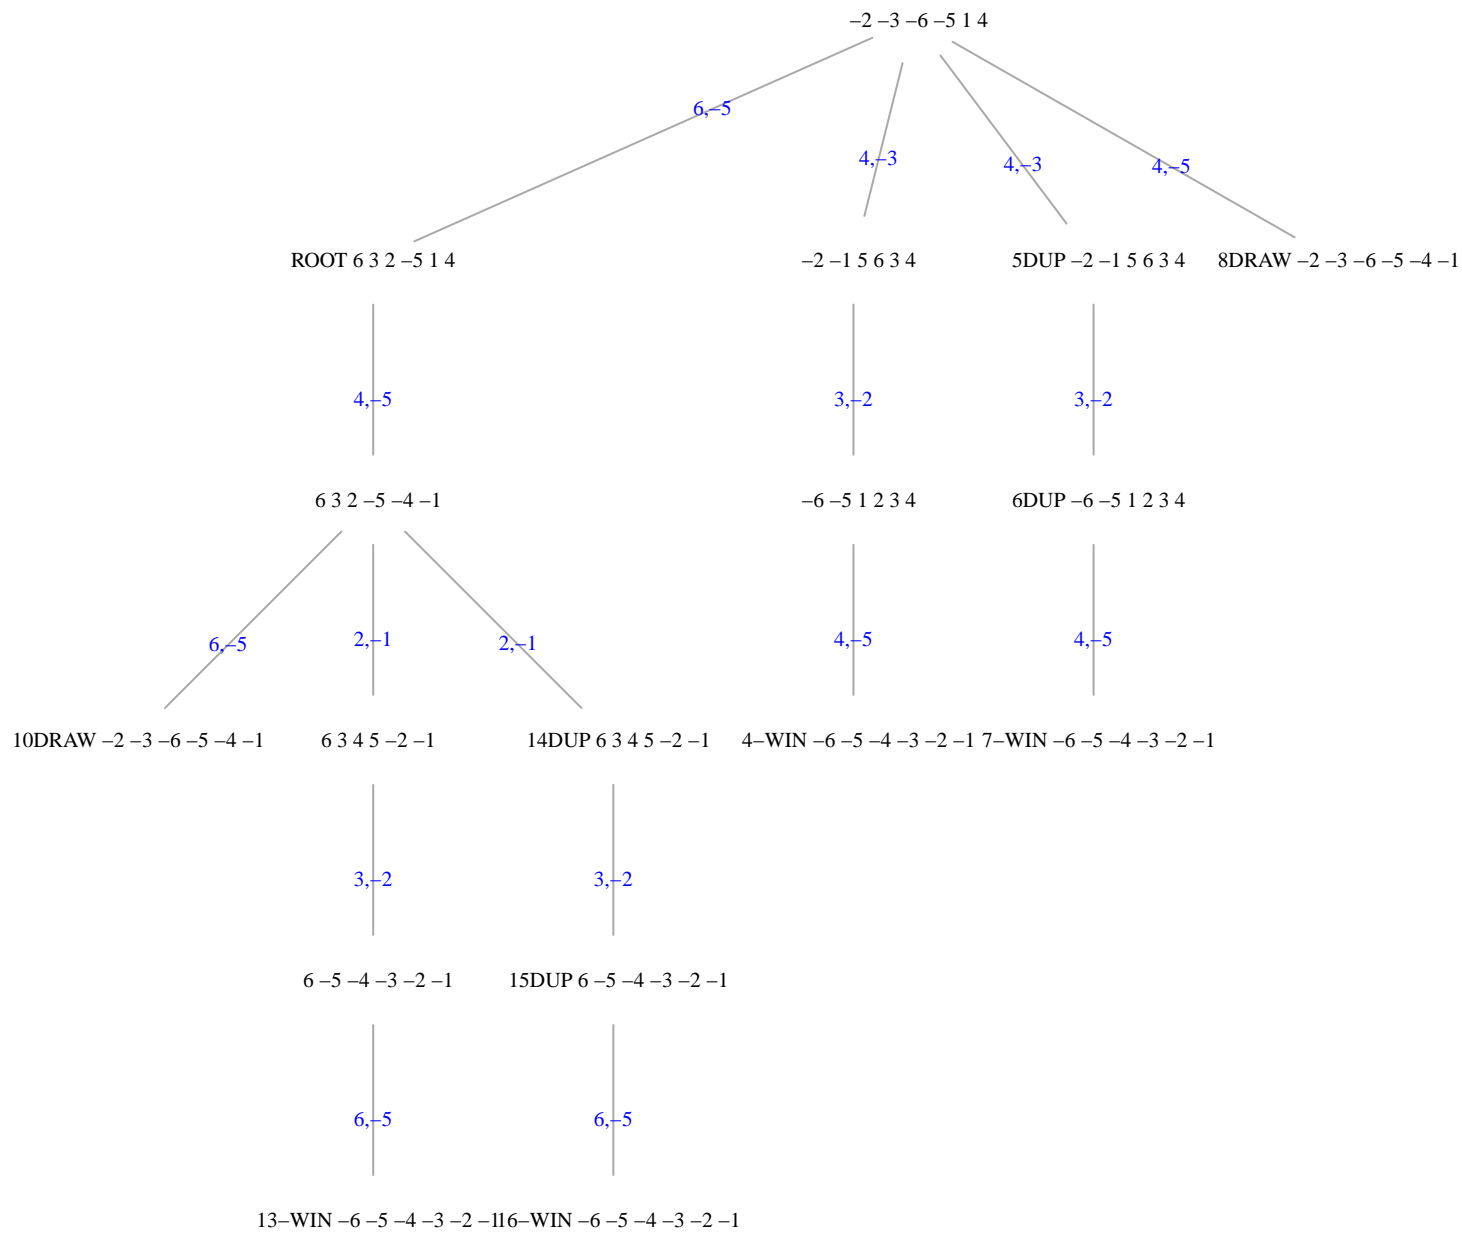 –2 –3 –6 –5 1 4
6,–5
4,–3
4,–3
4,–5
ROOT 6 3 2 –5 1 4
–2 –1 5 6 3 4
5DUP –2 –1 5 6 3 4
8DRAW –2 –3 –6 –5 –4 –1
4,–5
3,–2
3,–2
6 3 2 –5 –4 –1
–6 –5 1 2 3 4
6DUP –6 –5 1 2 3 4
6,–5
2,–1
2,–1
4,–5
4,–5
10DRAW –2 –3 –6 –5 –4 –1
6 3 4 5 –2 –1
14DUP 6 3 4 5 –2 –1
4–WIN –6 –5 –4 –3 –2 –1
7–WIN –6 –5 –4 –3 –2 –1
3,–2
3,–2
6 –5 –4 –3 –2 –1
15DUP 6 –5 –4 –3 –2 –1
6,–5
6,–5
13–WIN –6 –5 –4 –3 –2 –1
16–WIN –6 –5 –4 –3 –2 –1